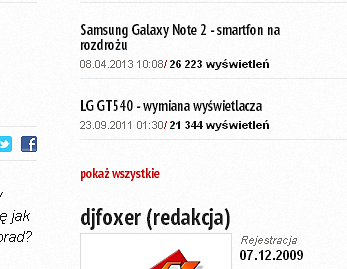 Samsung Galaxy Note 2 - smartfon na
rozdrożu
08.04.2013 10:08/ 26 223 wyświetleń
LG GT540 - wymiana wyświetlacza
23.09.2011 01:30/ 21 344 wyświetleń
pokaż wszystkie
ę jak
orad?
djfoxer (redakcja)
Rejestracja
07.12.2009